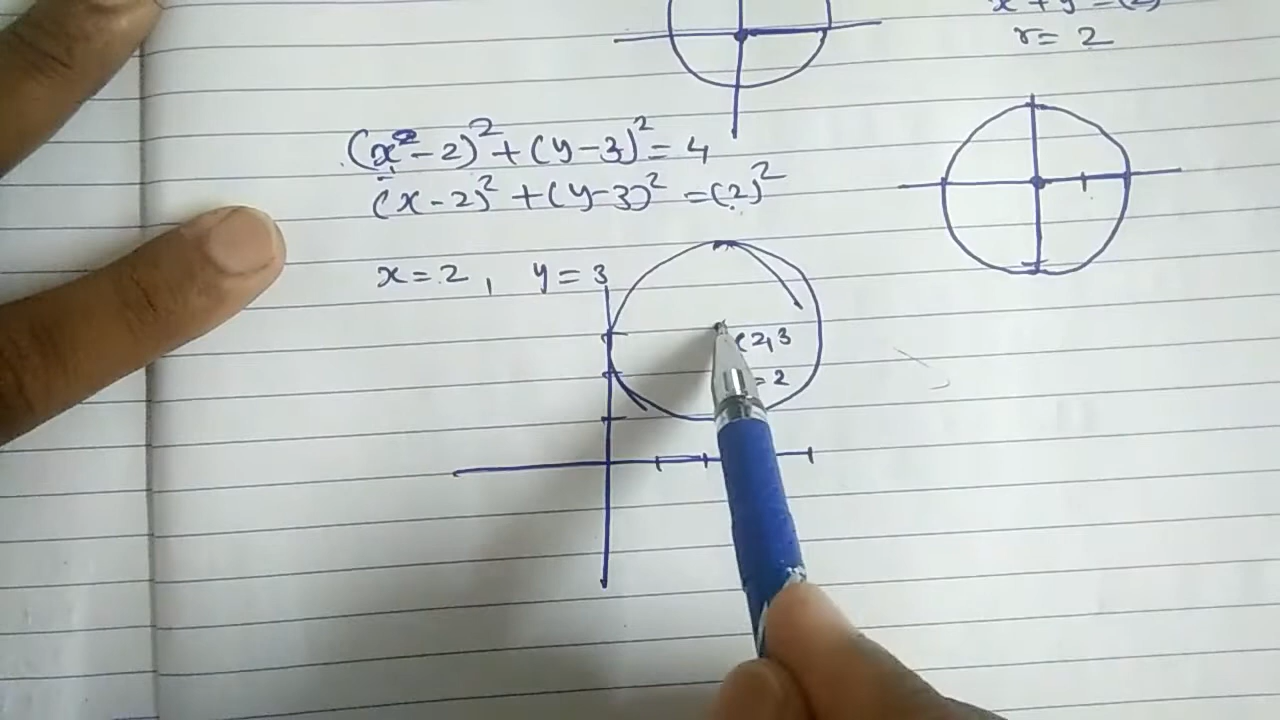 r = 2
(x² - 2)² + (y - 3)² = 4
(x - 2)² + (y - 3)² = (2)²
x = 2 , y = 3
(2,3
= 2